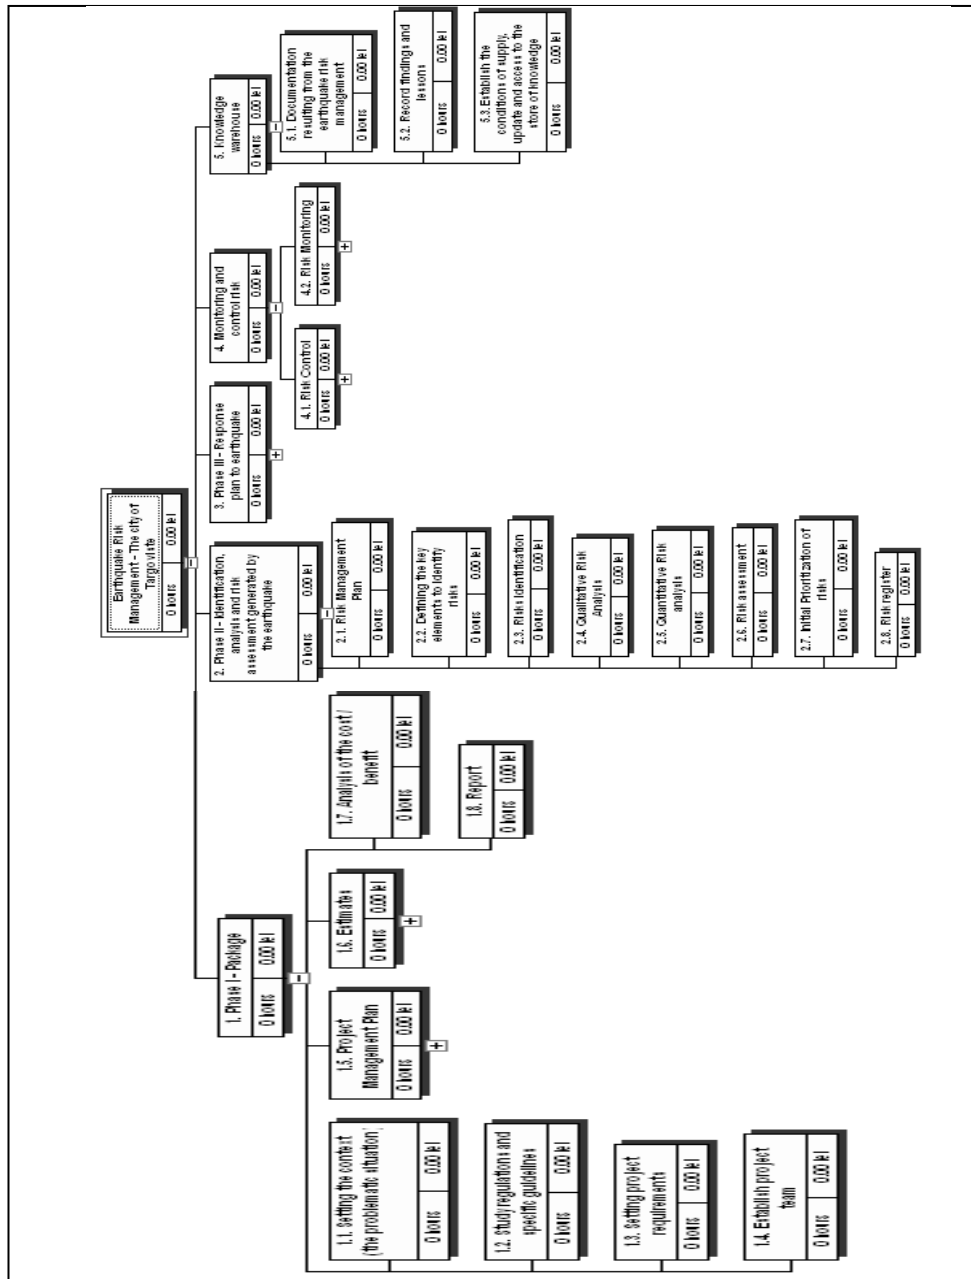 Earthquake Risk
Management - The city of
Targoviste
0 hours 0.00 lei
1. Phase I - Package
0 hours 0.00 lei
1.1. Setting the context
(the problematic situation)
0 hours 0.00 lei
1.2. Study regulations and
specific guidelines
0 hours 0.00 lei
1.3. Setting project
requirements
0 hours 0.00 lei
1.4. Establish project
team
0 hours 0.00 lei
1.5. Project
Management Plan
0 hours 0.00 lei
1.6. Estimates
0 hours 0.00 lei
1.7. Analysis of the cost /
benefit
0 hours 0.00 lei
1.8. Report
0 hours 0.00 lei
2. Phase II - Identification,
analysis and risk
assessment generated by
the earthquake
0 hours 0.00 lei
2.1. Risk Management
Plan
0 hours 0.00 lei
2.2. Defining the key
elements to identify
risks
0 hours 0.00 lei
2.3. Risks Identification
0 hours 0.00 lei
2.4. Qualitative Risk
Analysis
0 hours 0.00 lei
2.5. Quantitative Risk
analysis
0 hours 0.00 lei
2.6. Risk assessment
0 hours 0.00 lei
2.7. Initial Prioritization of
risks
0 hours 0.00 lei
2.8. Risk register
0 hours 0.00 lei
3. Phase III - Response
plan to earthquake
0 hours 0.00 lei
4. Monitoring and
control risk
0 hours 0.00 lei
4.1. Risk Control
0 hours 0.00 lei
4.2. Risk Monitoring
0 hours 0.00 lei
5. Knowledge
warehouse
0 hours 0.00 lei
5.1. Documentation
resulting from the
earthquake risk
management
0 hours 0.00 lei
5.2. Record findings and
lessons
0 hours 0.00 lei
5.3. Establish the
conditions of supply,
update and access to the
store of knowledge
0 hours 0.00 lei